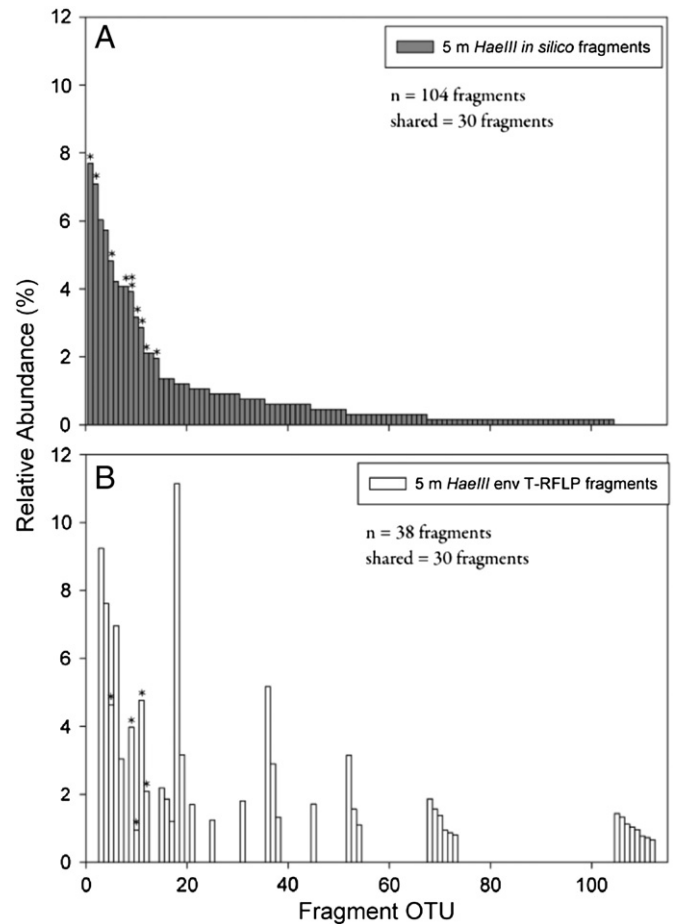 A
5 m HaeIII in silico fragments
n = 104 fragments
shared = 30 fragments
12
10
8
6
4
2
0
Relative Abundance (%)
B
5 m HaeIII env T-RFLP fragments
n = 38 fragments
shared = 30 fragments
12
10
8
6
4
2
0
0 20 40 60 80 100
Fragment OTU